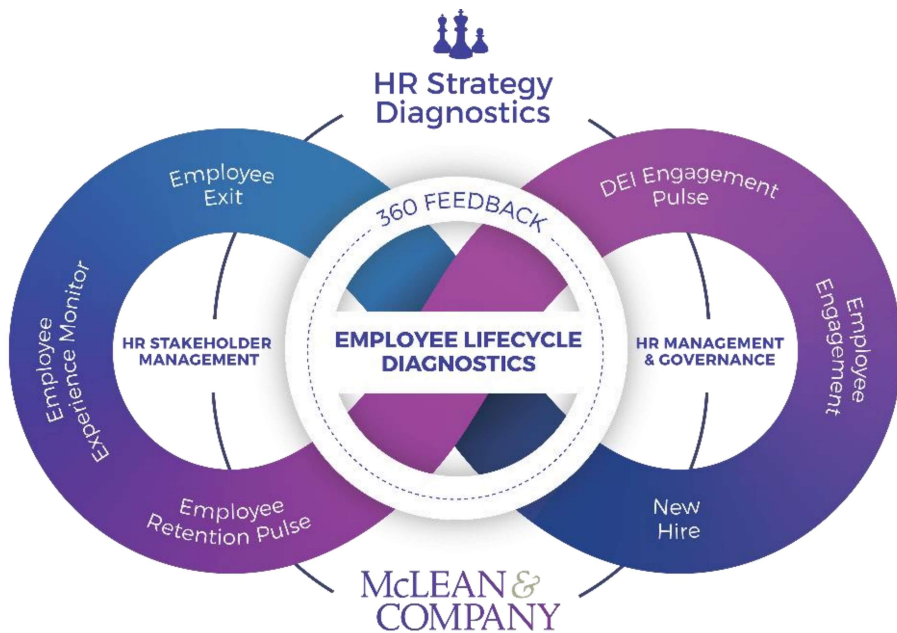 HR Strategy
Diagnostics
Employee
Exit
360 FEEDBACK
DEI Engagement
Pulse
Employee
Experience Monitor
HR STAKEHOLDER
MANAGEMENT
EMPLOYEE LIFECYCLE
DIAGNOSTICS
HR MANAGEMENT
& GOVERNANCE
Employee
Engagement
Employee
Retention Pulse
New
Hire
McLEAN &
COMPANY